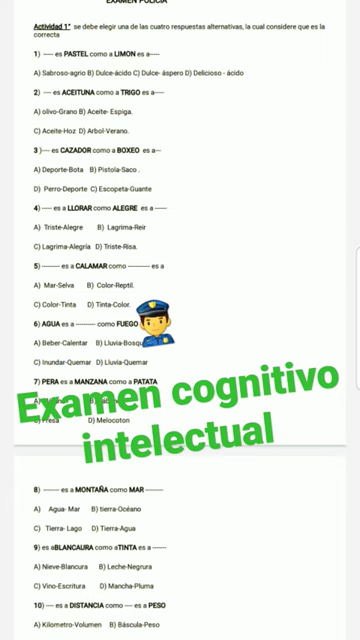 EXAMEN POLICIA
Actividad 1° se debe elegir una de las cuatro respuestas alternativas, la cual considere que es la
correcta
1) ----- es PASTEL como a LIMON es a-----
A) Sabroso-agrio B) Dulce-ácido C) Dulce- áspero D) Delicioso - ácido
2) ---- es ACEITUNA como a TRIGO es a----
A) olivo-Grano B) Aceite- Espiga.
C) Aceite-Hoz D) Arbol-Verano.
3 )---- es CAZADOR como a BOXEO es a---
A) Deporte-Bota B) Pistola-Saco .
D) Perro-Deporte C) Escopeta-Guante
4) ----- es a LLORAR como ALEGRE es a ------
A) Triste-Alegre B) Lagrima-Reir
C) Lagrima-Alegría D) Triste-Risa.
5) --------- es a CALAMAR como --------- es a
A) Mar-Selva B) Color-Reptil.
C) Color-Tinta D) Tinta-Color.
6) AGUA es a --------- como FUEGO
A) Beber-Calentar B) Lluvia-Bosq
C) Inundar-Quemar D) Lluvia-Quemar
7) PERA es a MANZANA como a PATATA
D) Melocoton
Examen cognitivo
intelectual
8) ------- es a MONTAÑA como MAR --------
A) Agua- Mar B) tierra-Océano
C) Tierra- Lago D) Tierra-Agua
9) es aBLANCAURA como aTINTA es a ------
A) Nieve-Blancura B) Leche-Negrura
C) Vino-Escritura D) Mancha-Pluma
10) ---- es a DISTANCIA como ---- es a PESO
A) Kilometro-Volumen B) Báscula-Peso